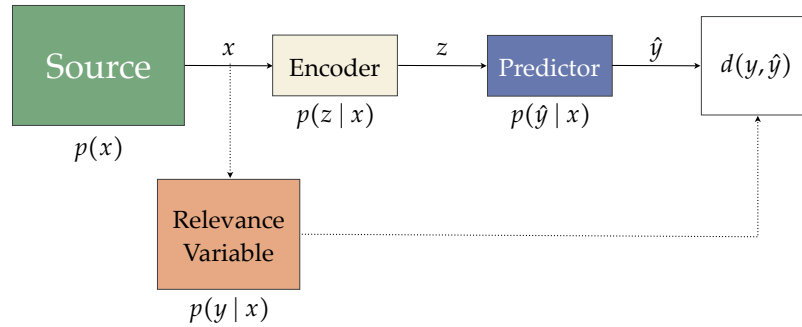 Source
x
Encoder
z
Predictor
ŷ
d(y, ŷ)
p(x)
p(z | x)
p(ŷ | x)
Relevance
Variable
p(y | x)